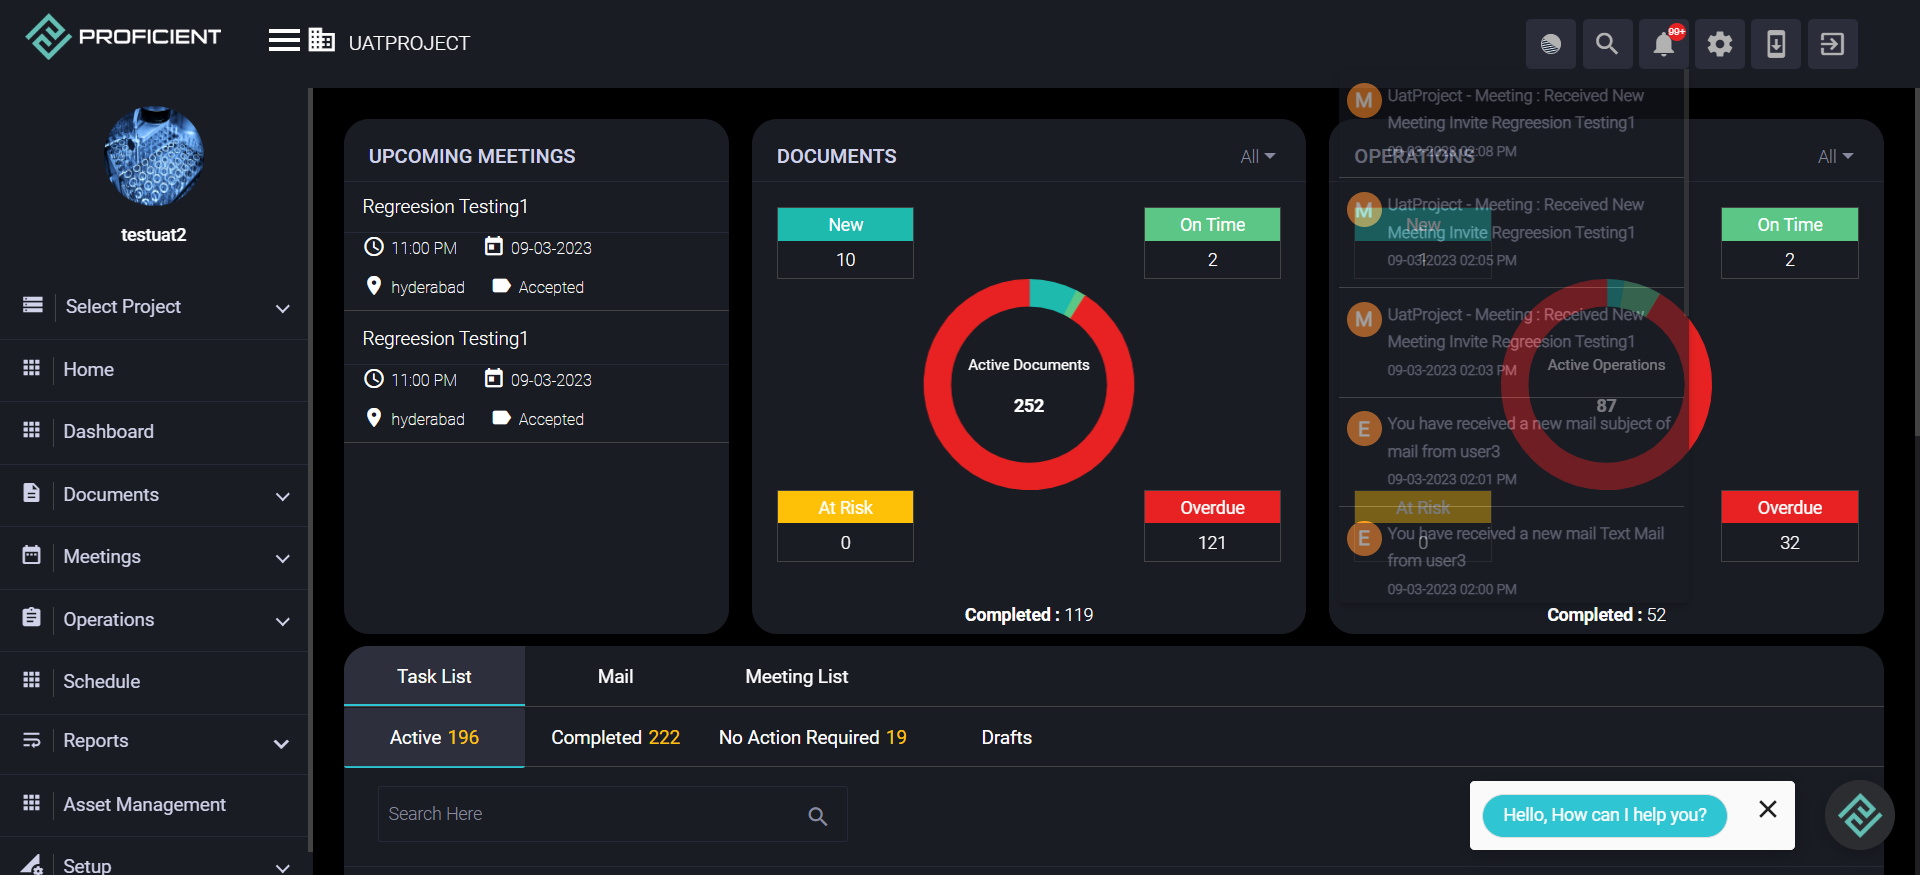 PROFICIENT
UATPROJECT
99+
testuat2
Select Project
Home
Dashboard
Documents
Meetings
Operations
Schedule
Reports
Asset Management
Setup
UPCOMING MEETINGS
Regreesion Testing1
11:00 PM 09-03-2023
hyderabad Accepted
Regreesion Testing1
11:00 PM 09-03-2023
hyderabad Accepted
DOCUMENTS All
New
10
On Time
2
Active Documents
252
At Risk
0
Overdue
121
Completed : 119
OPERATIONS All
New
1
On Time
2
Active Operations
87
At Risk
0
Overdue
32
Completed : 52
M
UatProject - Meeting : Received New
Meeting Invite Regreesion Testing1
09-03-2023 02:08 PM
M
UatProject - Meeting : Received New
Meeting Invite Regreesion Testing1
09-03-2023 02:05 PM
M
UatProject - Meeting : Received New
Meeting Invite Regreesion Testing1
09-03-2023 02:03 PM
E
You have received a new mail subject of
mail from user3
09-03-2023 02:01 PM
E
You have received a new mail Text Mail
from user3
09-03-2023 02:00 PM
Task List Mail Meeting List
Active 196 Completed 222 No Action Required 19 Drafts
Search Here
Hello, How can I help you?